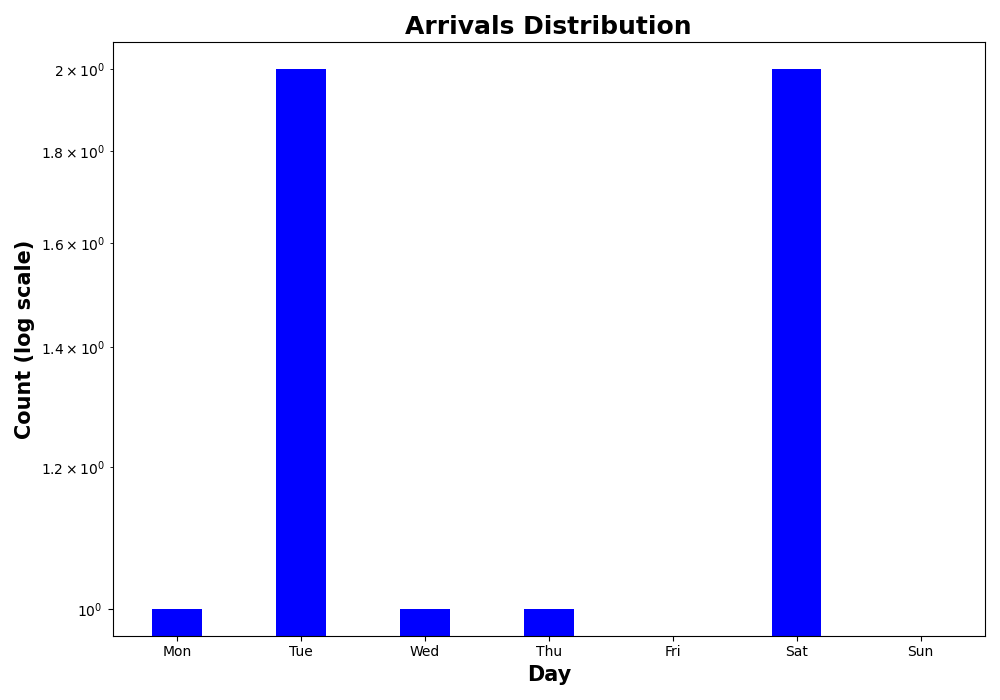 Arrivals Distribution
Count (log scale)
2 × 10⁰
1.8 × 10⁰
1.6 × 10⁰
1.4 × 10⁰
1.2 × 10⁰
10⁰
Mon Tue Wed Thu Fri Sat Sun
Day